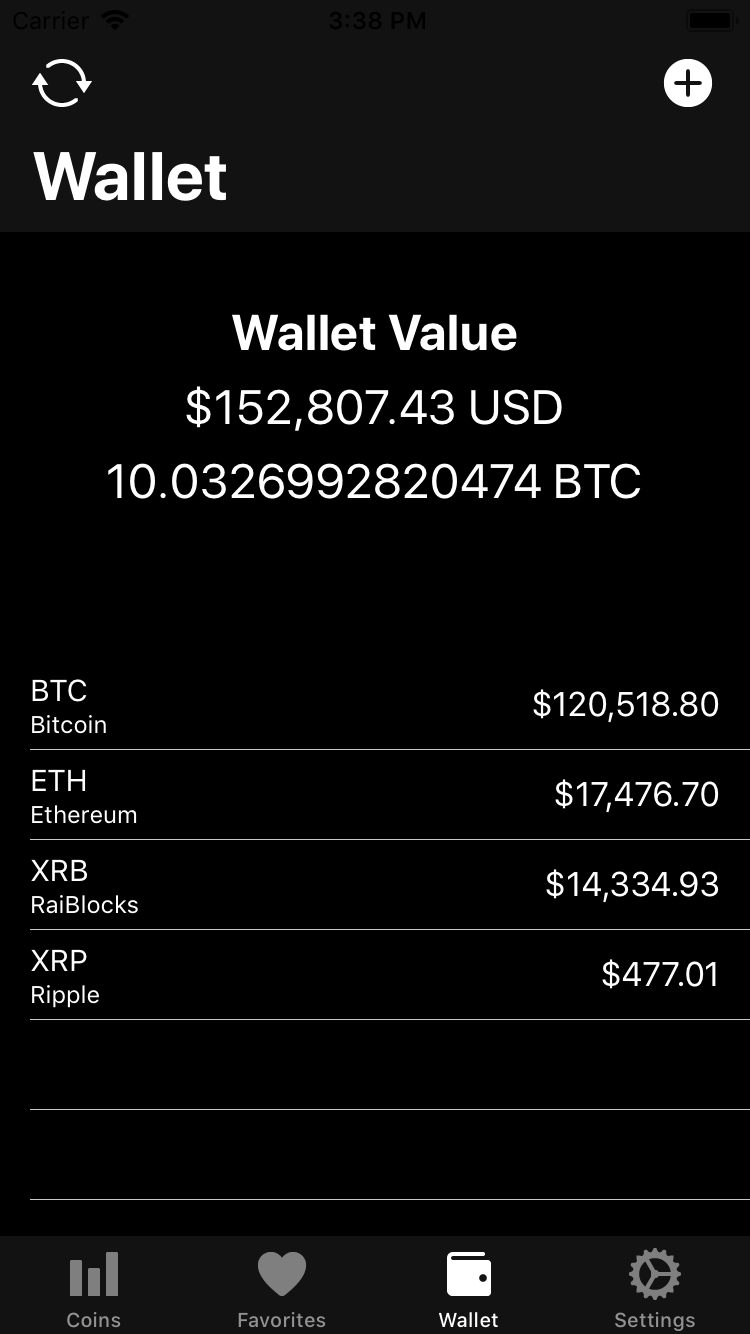 Carrier 3:38 PM
Wallet
Wallet Value
$152,807.43 USD
10.0326992820474 BTC
BTC
Bitcoin
$120,518.80
ETH
Ethereum
$17,476.70
XRB
RaiBlocks
$14,334.93
XRP
Ripple
$477.01
Coins Favorites Wallet Settings